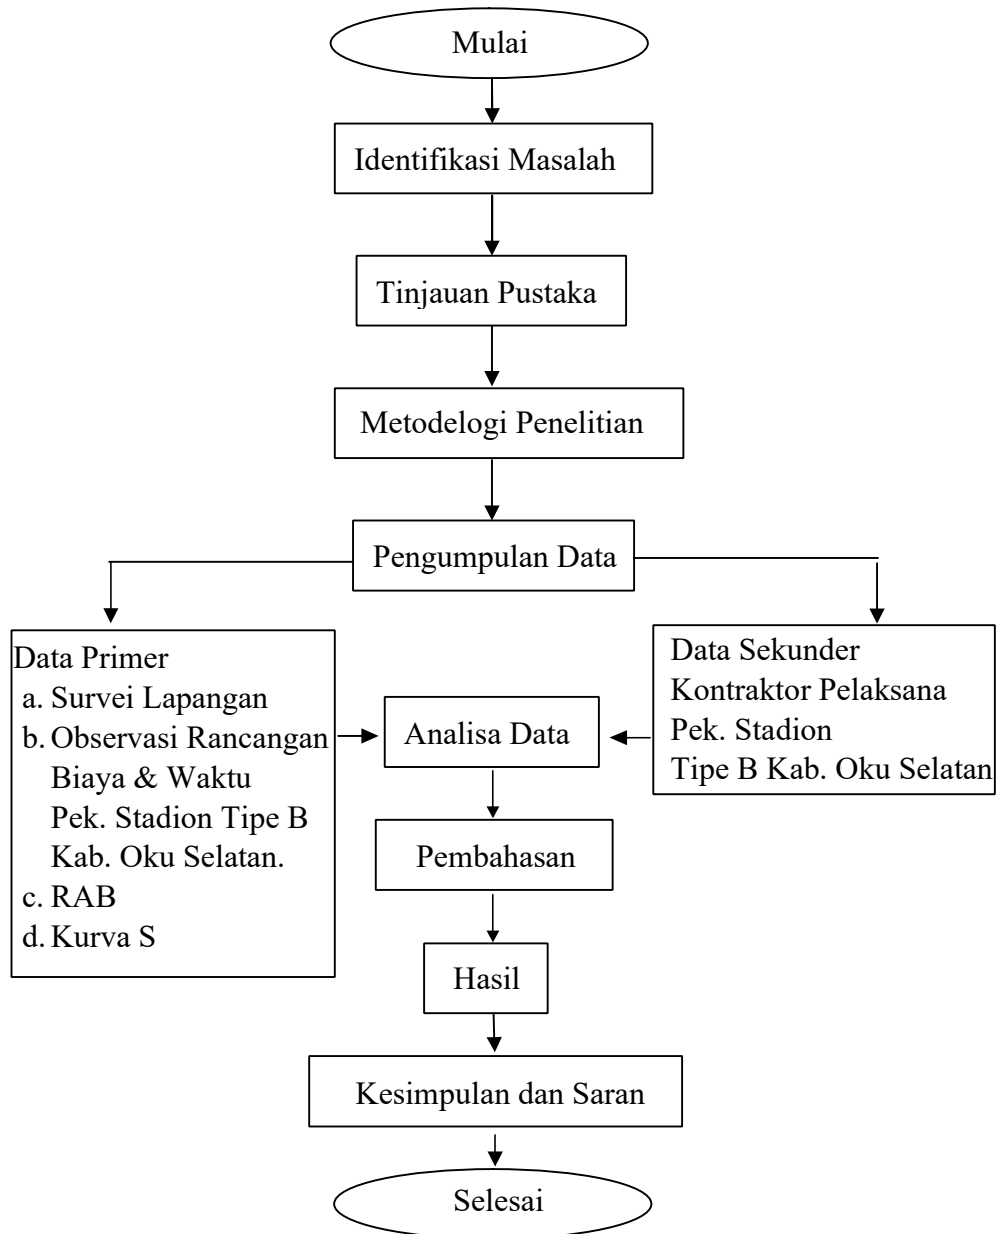 Mulai
Identifikasi Masalah
Tinjauan Pustaka
Metodelogi Penelitian
Pengumpulan Data
Data Primer
a. Survei Lapangan
b. Observasi Rancangan
Biaya & Waktu
Pek. Stadion Tipe B
Kab. Oku Selatan.
c. RAB
d. Kurva S
Data Sekunder
Kontraktor Pelaksana
Pek. Stadion
Tipe B Kab. Oku Selatan
Analisa Data
Pembahasan
Hasil
Kesimpulan dan Saran
Selesai